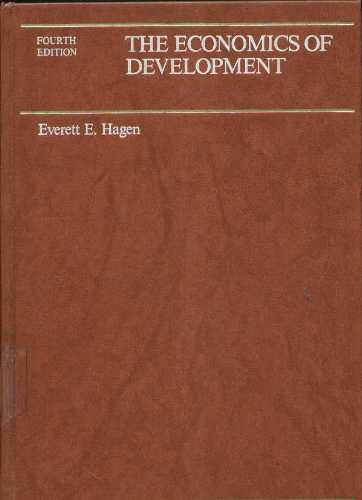 FOURTH
EDITION
THE ECONOMICS OF
DEVELOPMENT
Everett E. Hagen